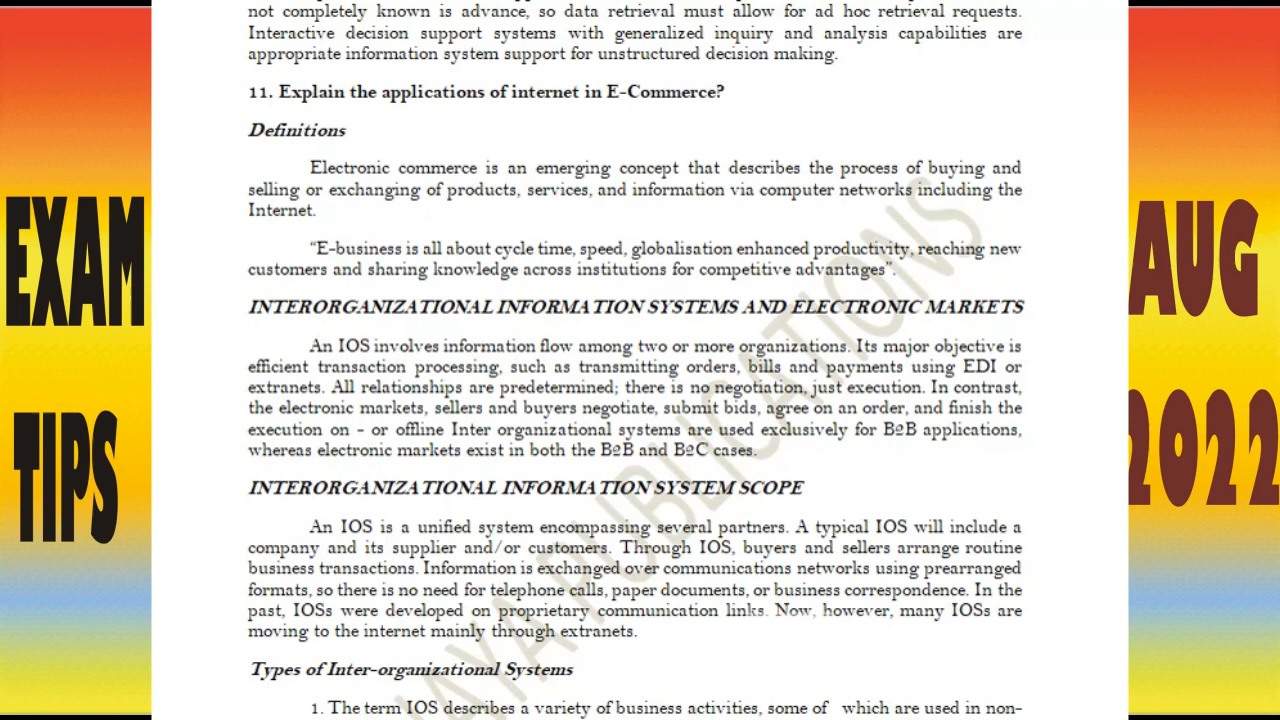 not completely known is advance, so data retrieval must allow for ad hoc retrieval requests.
Interactive decision support systems with generalized inquiry and analysis capabilities are
appropriate information system support for unstructured decision making.
11. Explain the applications of internet in E-Commerce?
Definitions
Electronic commerce is an emerging concept that describes the process of buying and
selling or exchanging of products, services, and information via computer networks including the
Internet.
"E-business is all about cycle time, speed, globalisation enhanced productivity, reaching new
customers and sharing knowledge across institutions for competitive advantages".
INTERORGANIZATIONAL INFORMATION SYSTEMS AND ELECTRONIC MARKETS
An IOS involves information flow among two or more organizations. Its major objective is
efficient transaction processing, such as transmitting orders, bills and payments using EDI or
extranets. All relationships are predetermined; there is no negotiation, just execution. In contrast,
the electronic markets, sellers and buyers negotiate, submit bids, agree on an order, and finish the
execution on - or offline Inter organizational systems are used exclusively for B2B applications,
whereas electronic markets exist in both the B2B and B2C cases.
INTERORGANIZATIONAL INFORMATION SYSTEM SCOPE
An IOS is a unified system encompassing several partners. A typical IOS will include a
company and its supplier and/or customers. Through IOS, buyers and sellers arrange routine
business transactions. Information is exchanged over communications networks using prearranged
formats, so there is no need for telephone calls, paper documents, or business correspondence. In the
past, IOSs were developed on proprietary communication links. Now, however, many IOSs are
moving to the internet mainly through extranets.
Types of Inter-organizational Systems
1. The term IOS describes a variety of business activities, some of which are used in non-
EXAM
TIPS
AUG
2022
JAYA PUBLICATIONS